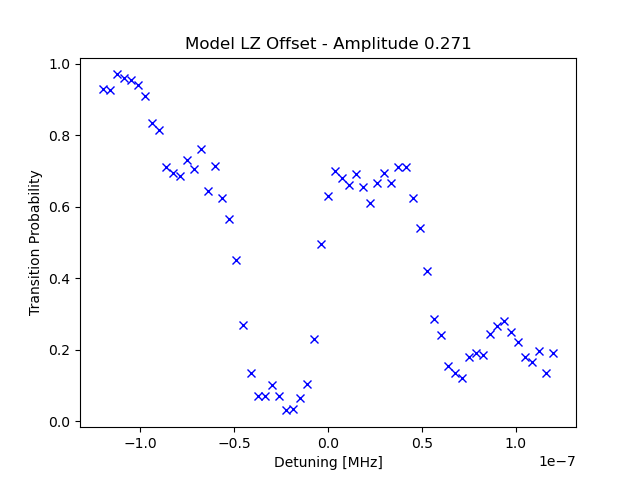 Model LZ Offset - Amplitude 0.271
1.0
0.8
0.6
0.4
0.2
0.0
Transition Probability
−1.0 −0.5 0.0 0.5 1.0
1e−7
Detuning [MHz]